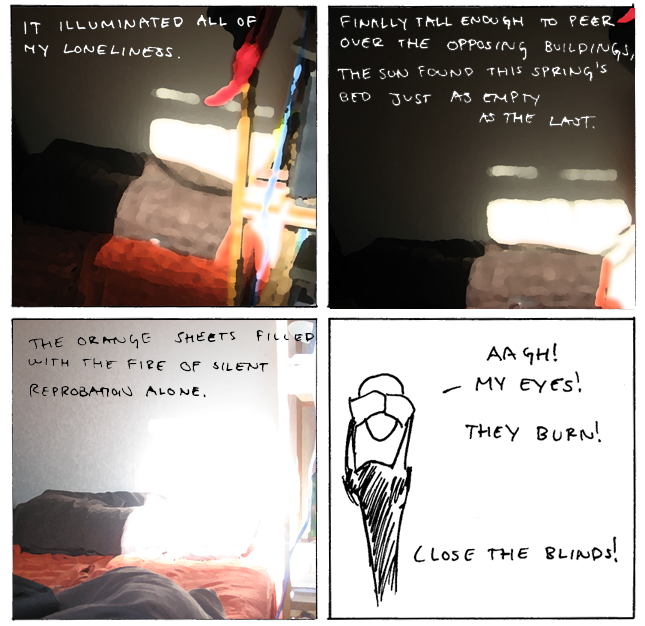 IT ILLUMINATED ALL OF
MY LONELINESS.
FINALLY TALL ENOUGH TO PEER
OVER THE OPPOSING BUILDINGS,
THE SUN FOUND THIS SPRING'S
BED JUST AS EMPTY
AS THE LAST.
THE ORANGE SHEETS FILLED
WITH THE FIRE OF SILENT
REPROBATION ALONE.
AAGH!
MY EYES!
THEY BURN!
CLOSE THE BLINDS!